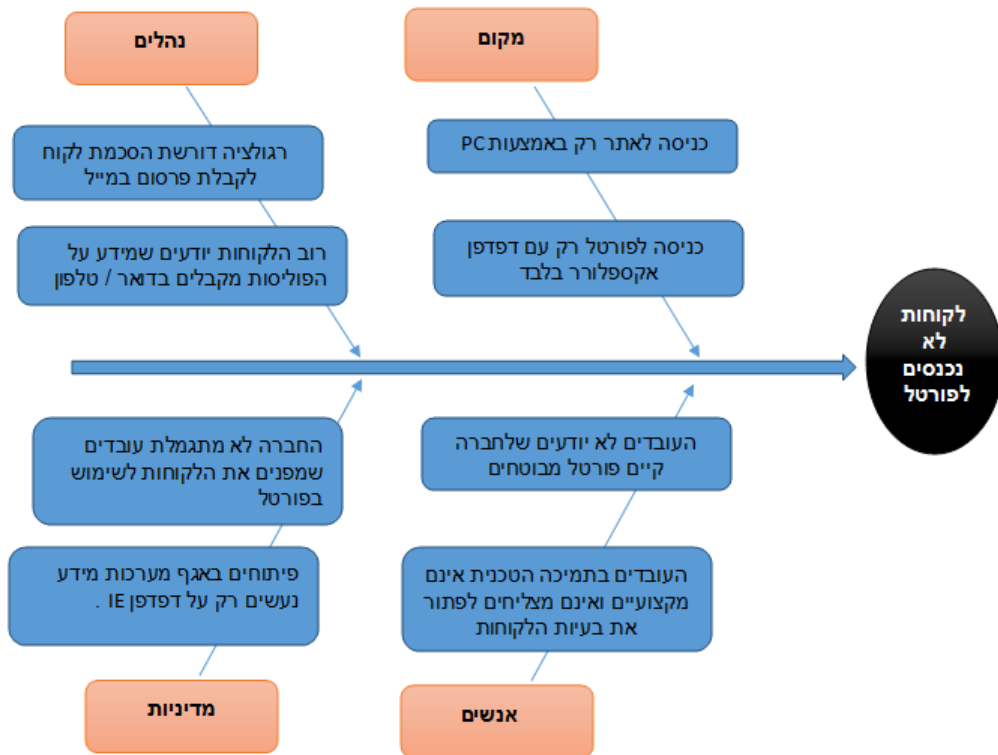 מקום
נהלים
כניסה לאתר רק באמצעות PC
רגולציה דורשת הסכמת לקוח
לקבלת פרסום במייל
כניסה לפורטל רק עם דפדפן
אקספלורר בלבד
רוב הלקוחות יודעים שמידע על
הפוליסות מקבלים בדואר / טלפון
לקוחות
לא
נכנסים
לפורטל
העובדים לא יודעים שלחברה
קיים פורטל מבוטחים
החברה לא מתגמלת עובדים
שמפנים את הלקוחות לשימוש
בפורטל
העובדים בתמיכה הטכנית אינם
מקצועיים ואינם מצליחים לפתור
את בעיות הלקוחות
פיתוחים באגף מערכות מידע
נעשים רק על דפדפן IE .
אנשים
מדיניות